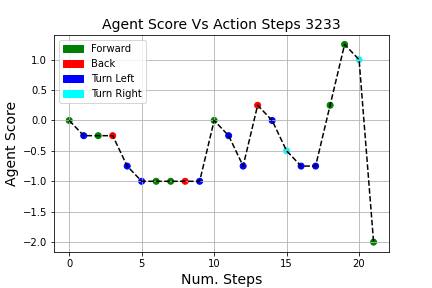 Agent Score Vs Action Steps 3233
Forward
Back
Turn Left
Turn Right
1.0
0.5
0.0
−0.5
−1.0
−1.5
−2.0
Agent Score
0 5 10 15 20
Num. Steps